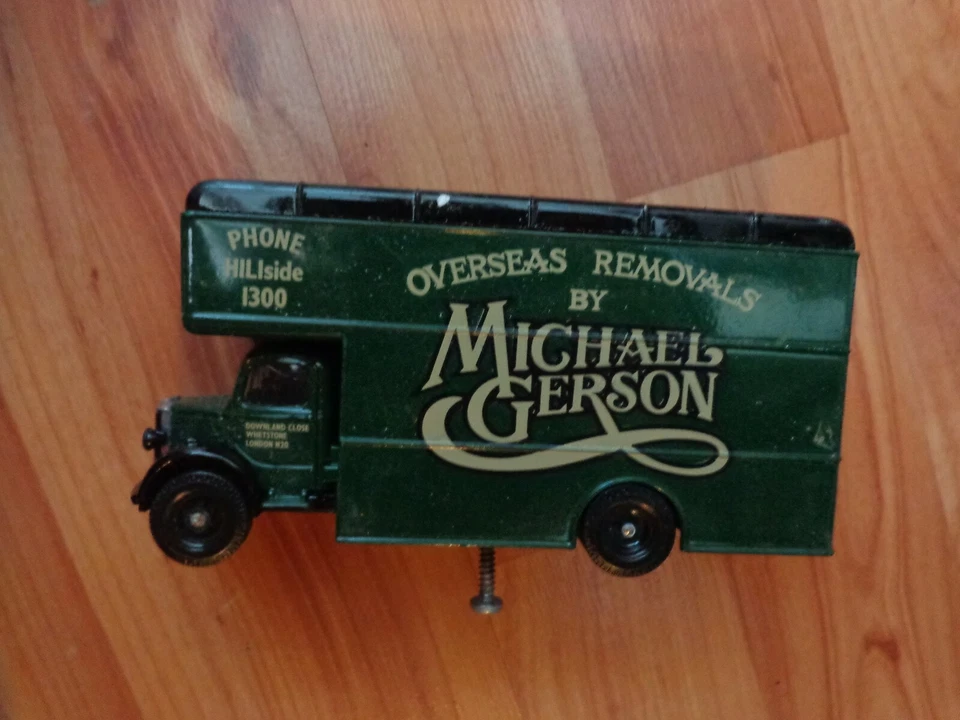 PHONE
HILlside
1300
OVERSEAS REMOVALS
BY
MICHAEL
GERSON
DOWNLAND CLOSE
WHETSTONE
LONDON N20